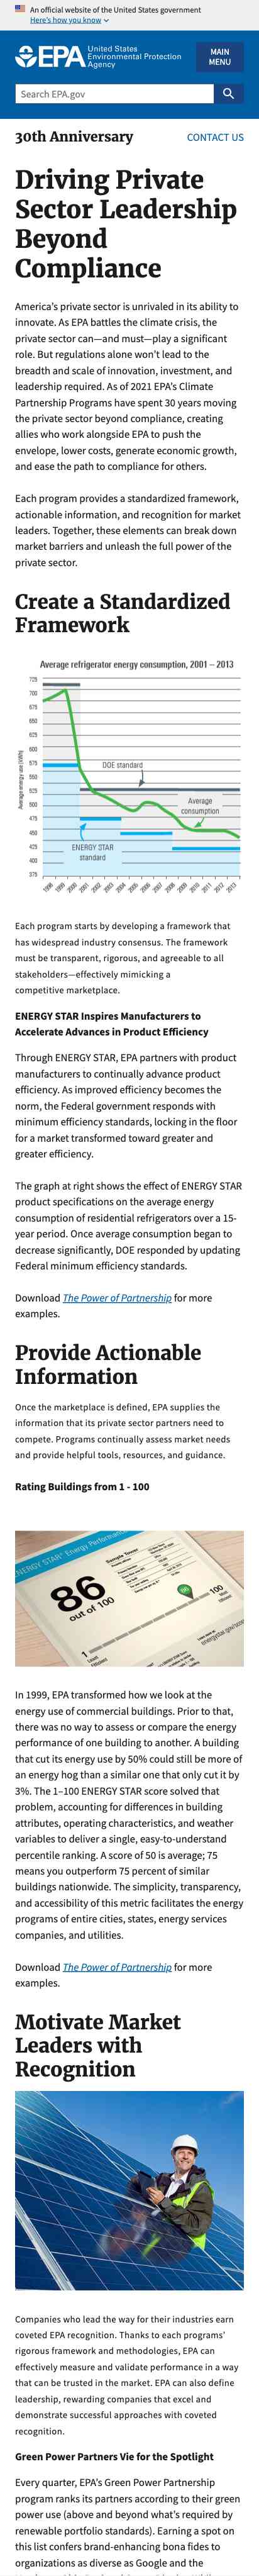 An official website of the United States government
Here's how you know
EPA United States
Environmental Protection
Agency
MAIN
MENU
Search EPA.gov
30th Anniversary
CONTACT US
Driving Private
Sector Leadership
Beyond
Compliance
America's private sector is unrivaled in its ability to
innovate. As EPA battles the climate crisis, the
private sector can—and must—play a significant
role. But regulations alone won't lead to the
breadth and scale of innovation, investment, and
leadership required. As of 2021 EPA's Climate
Partnership Programs have spent 30 years moving
the private sector beyond compliance, creating
allies who work alongside EPA to push the
envelope, lower costs, generate economic growth,
and ease the path to compliance for others.
Each program provides a standardized framework,
actionable information, and recognition for market
leaders. Together, these elements can break down
market barriers and unleash the full power of the
private sector.
Create a Standardized
Framework
Average refrigerator energy consumption, 2001 – 2013
Average energy use (kWh)
725
700
675
650
625
600
575
550
525
500
475
450
425
400
375
DOE standard
Average
consumption
ENERGY STAR
standard
1998 1999 2000 2001 2002 2003 2004 2005 2006 2007 2008 2009 2010 2011 2012 2013
Each program starts by developing a framework that
has widespread industry consensus. The framework
must be transparent, rigorous, and agreeable to all
stakeholders—effectively mimicking a
competitive marketplace.
ENERGY STAR Inspires Manufacturers to
Accelerate Advances in Product Efficiency
Through ENERGY STAR, EPA partners with product
manufacturers to continually advance product
efficiency. As improved efficiency becomes the
norm, the Federal government responds with
minimum efficiency standards, locking in the floor
for a market transformed toward greater and
greater efficiency.
The graph at right shows the effect of ENERGY STAR
product specifications on the average energy
consumption of residential refrigerators over a 15-
year period. Once average consumption began to
decrease significantly, DOE responded by updating
Federal minimum efficiency standards.
Download The Power of Partnership for more
examples.
Provide Actionable
Information
Once the marketplace is defined, EPA supplies the
information that its private sector partners need to
compete. Programs continually assess market needs
and provide helpful tools, resources, and guidance.
Rating Buildings from 1 - 100
ENERGY STAR® Energy Performance
Sample Tower
86
out of 100
100
Most
1
Least
In 1999, EPA transformed how we look at the
energy use of commercial buildings. Prior to that,
there was no way to assess or compare the energy
performance of one building to another. A building
that cut its energy use by 50% could still be more of
an energy hog than a similar one that only cut it by
3%. The 1–100 ENERGY STAR score solved that
problem, accounting for differences in building
attributes, operating characteristics, and weather
variables to deliver a single, easy-to-understand
percentile ranking. A score of 50 is average; 75
means you outperform 75 percent of similar
buildings nationwide. The simplicity, transparency,
and accessibility of this metric facilitates the energy
programs of entire cities, states, energy services
companies, and utilities.
Download The Power of Partnership for more
examples.
Motivate Market
Leaders with
Recognition
Companies who lead the way for their industries earn
coveted EPA recognition. Thanks to each programs'
rigorous framework and methodologies, EPA can
effectively measure and validate performance in a way
that can be trusted in the market. EPA can also define
leadership, rewarding companies that excel and
demonstrate successful approaches with coveted
recognition.
Green Power Partners Vie for the Spotlight
Every quarter, EPA's Green Power Partnership
program ranks its partners according to their green
power use (above and beyond what's required by
renewable portfolio standards). Earning a spot on
this list confers brand-enhancing bona fides to
organizations as diverse as Google and the